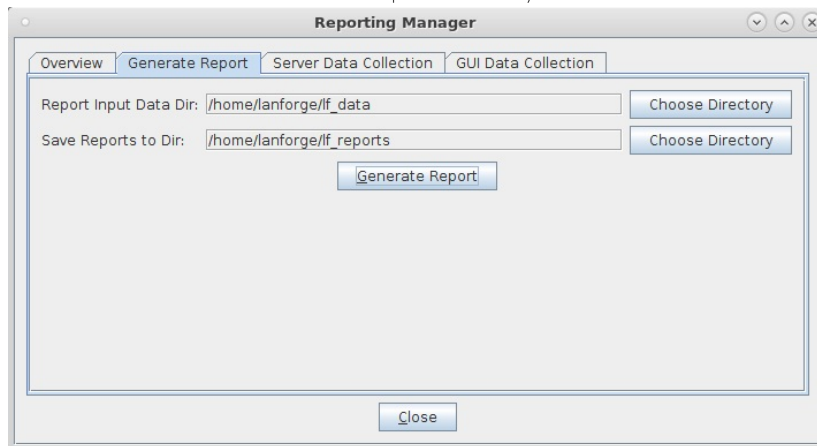 Reporting Manager
Overview Generate Report Server Data Collection GUI Data Collection
Report Input Data Dir: /home/lanforge/lf_data Choose Directory
Save Reports to Dir: /home/lanforge/lf_reports Choose Directory
Generate Report
Close